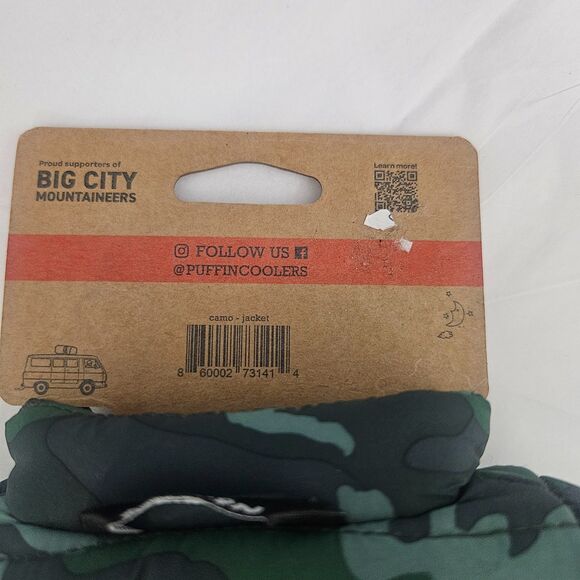 Proud supporters of
BIG CITY
MOUNTAINEERS
Learn more!
FOLLOW US
@PUFFINCOOLERS
camo - jacket
8 60002 73141 4